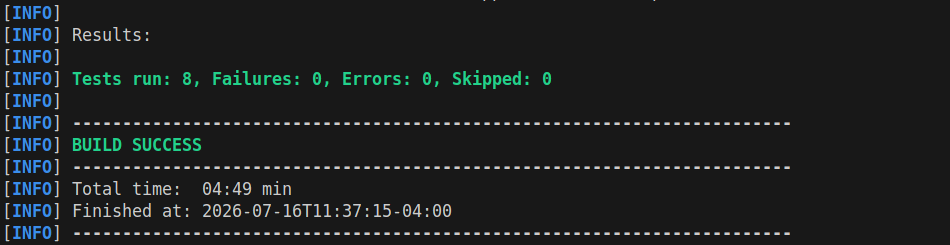 [INFO]
[INFO] Results:
[INFO]
[INFO] Tests run: 8, Failures: 0, Errors: 0, Skipped: 0
[INFO]
[INFO] ------------------------------------------------------------------------
[INFO] BUILD SUCCESS
[INFO] ------------------------------------------------------------------------
[INFO] Total time:  04:49 min
[INFO] Finished at: 2026-07-16T11:37:15-04:00
[INFO] ------------------------------------------------------------------------